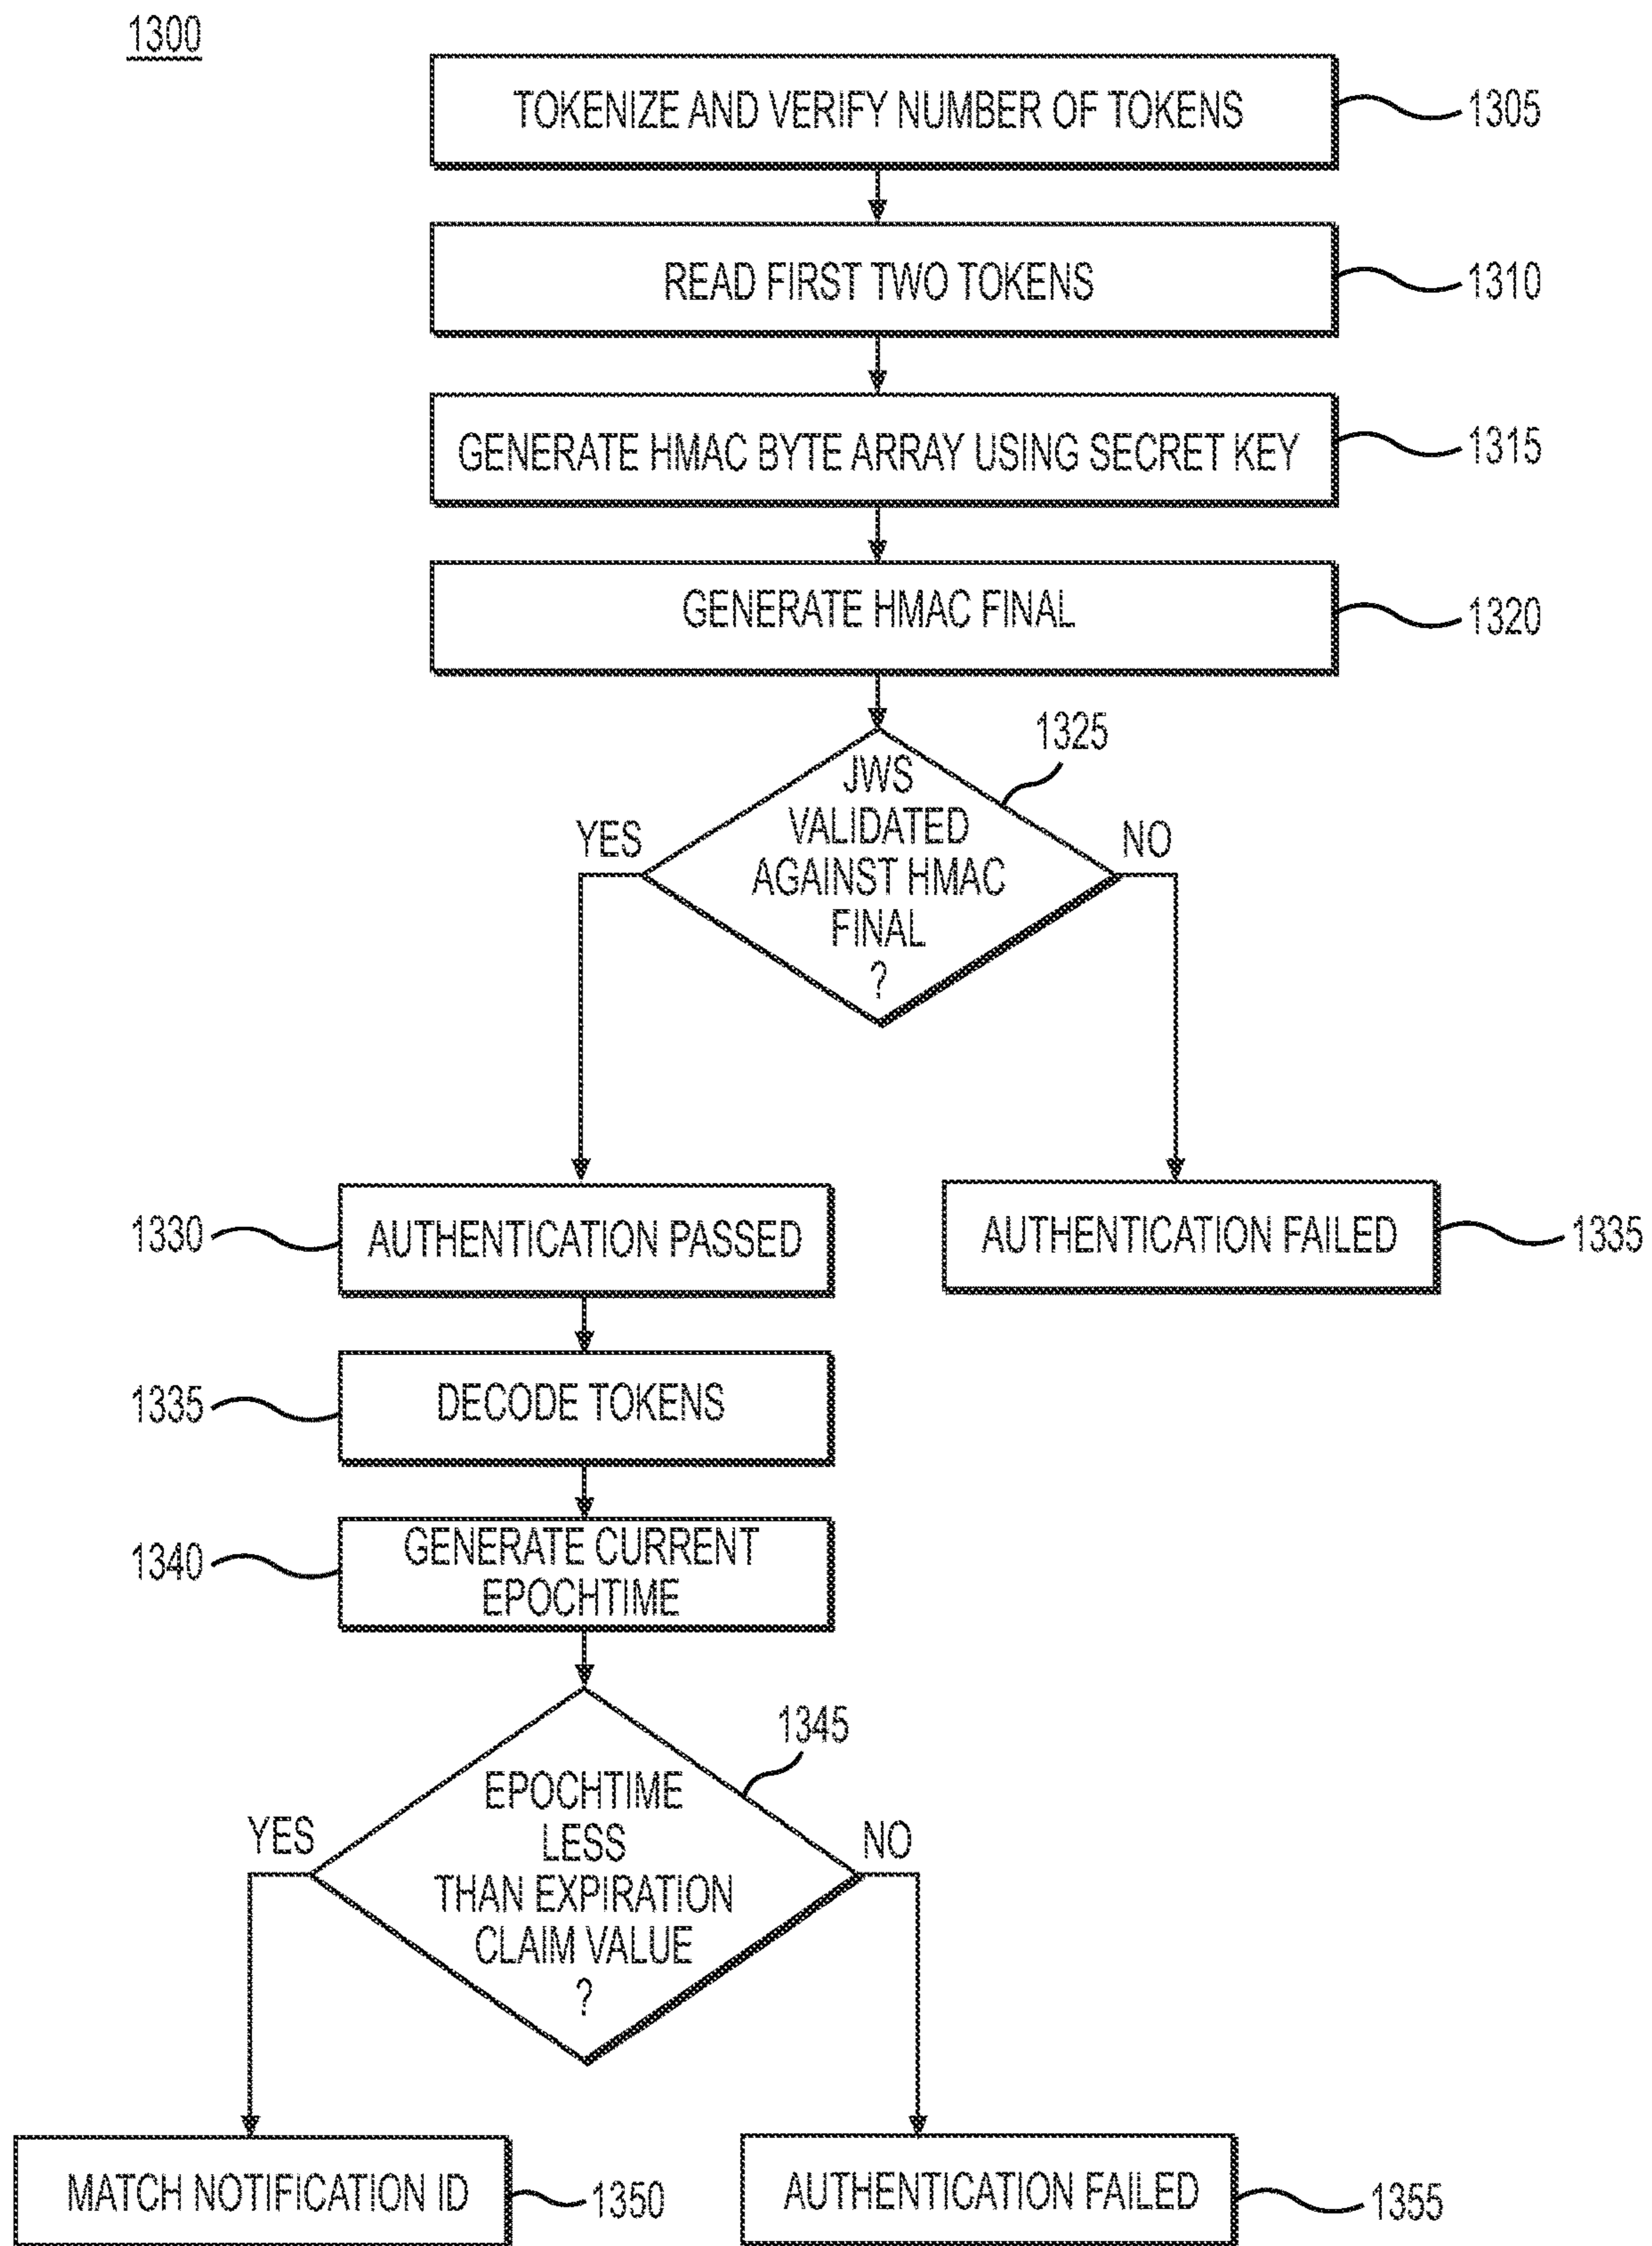 1300
TOKENIZE AND VERIFY NUMBER OF TOKENS
1305
READ FIRST TWO TOKENS
1310
GENERATE HMAC BYTE ARRAY USING SECRET KEY
1315
GENERATE HMAC FINAL
1320
1325
JWS
VALIDATED
AGAINST HMAC
FINAL
?
YES
NO
1330
AUTHENTICATION PASSED
AUTHENTICATION FAILED
1335
1335
DECODE TOKENS
1340
GENERATE CURRENT
EPOCHTIME
1345
EPOCHTIME
LESS
THAN EXPIRATION
CLAIM VALUE
?
YES
NO
MATCH NOTIFICATION ID
1350
AUTHENTICATION FAILED
1355